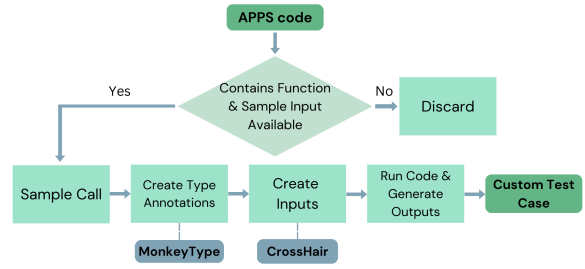 APPS code
Contains Function
& Sample Input
Available
Yes
No
Discard
Sample Call
Create Type
Annotations
Create
Inputs
Run Code &
Generate
Outputs
Custom Test
Case
MonkeyType
CrossHair